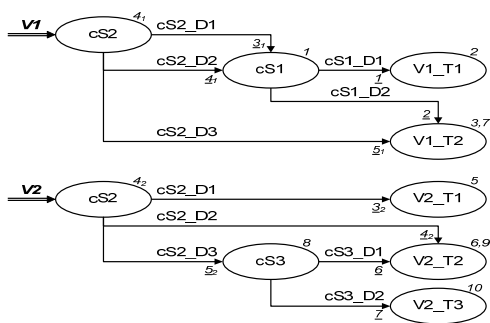 V1
cS2
4₁
cS2_D1
3₁
cS2_D2
4₁
cS1
1
cS1_D1
1
V1_T1
2
cS1_D2
2
cS2_D3
5₁
V1_T2
3,7
V2
cS2
4₂
cS2_D1
3₂
V2_T1
5
cS2_D2
4₂
V2_T2
6,9
cS2_D3
5₂
cS3
8
cS3_D1
6
cS3_D2
7
V2_T3
10